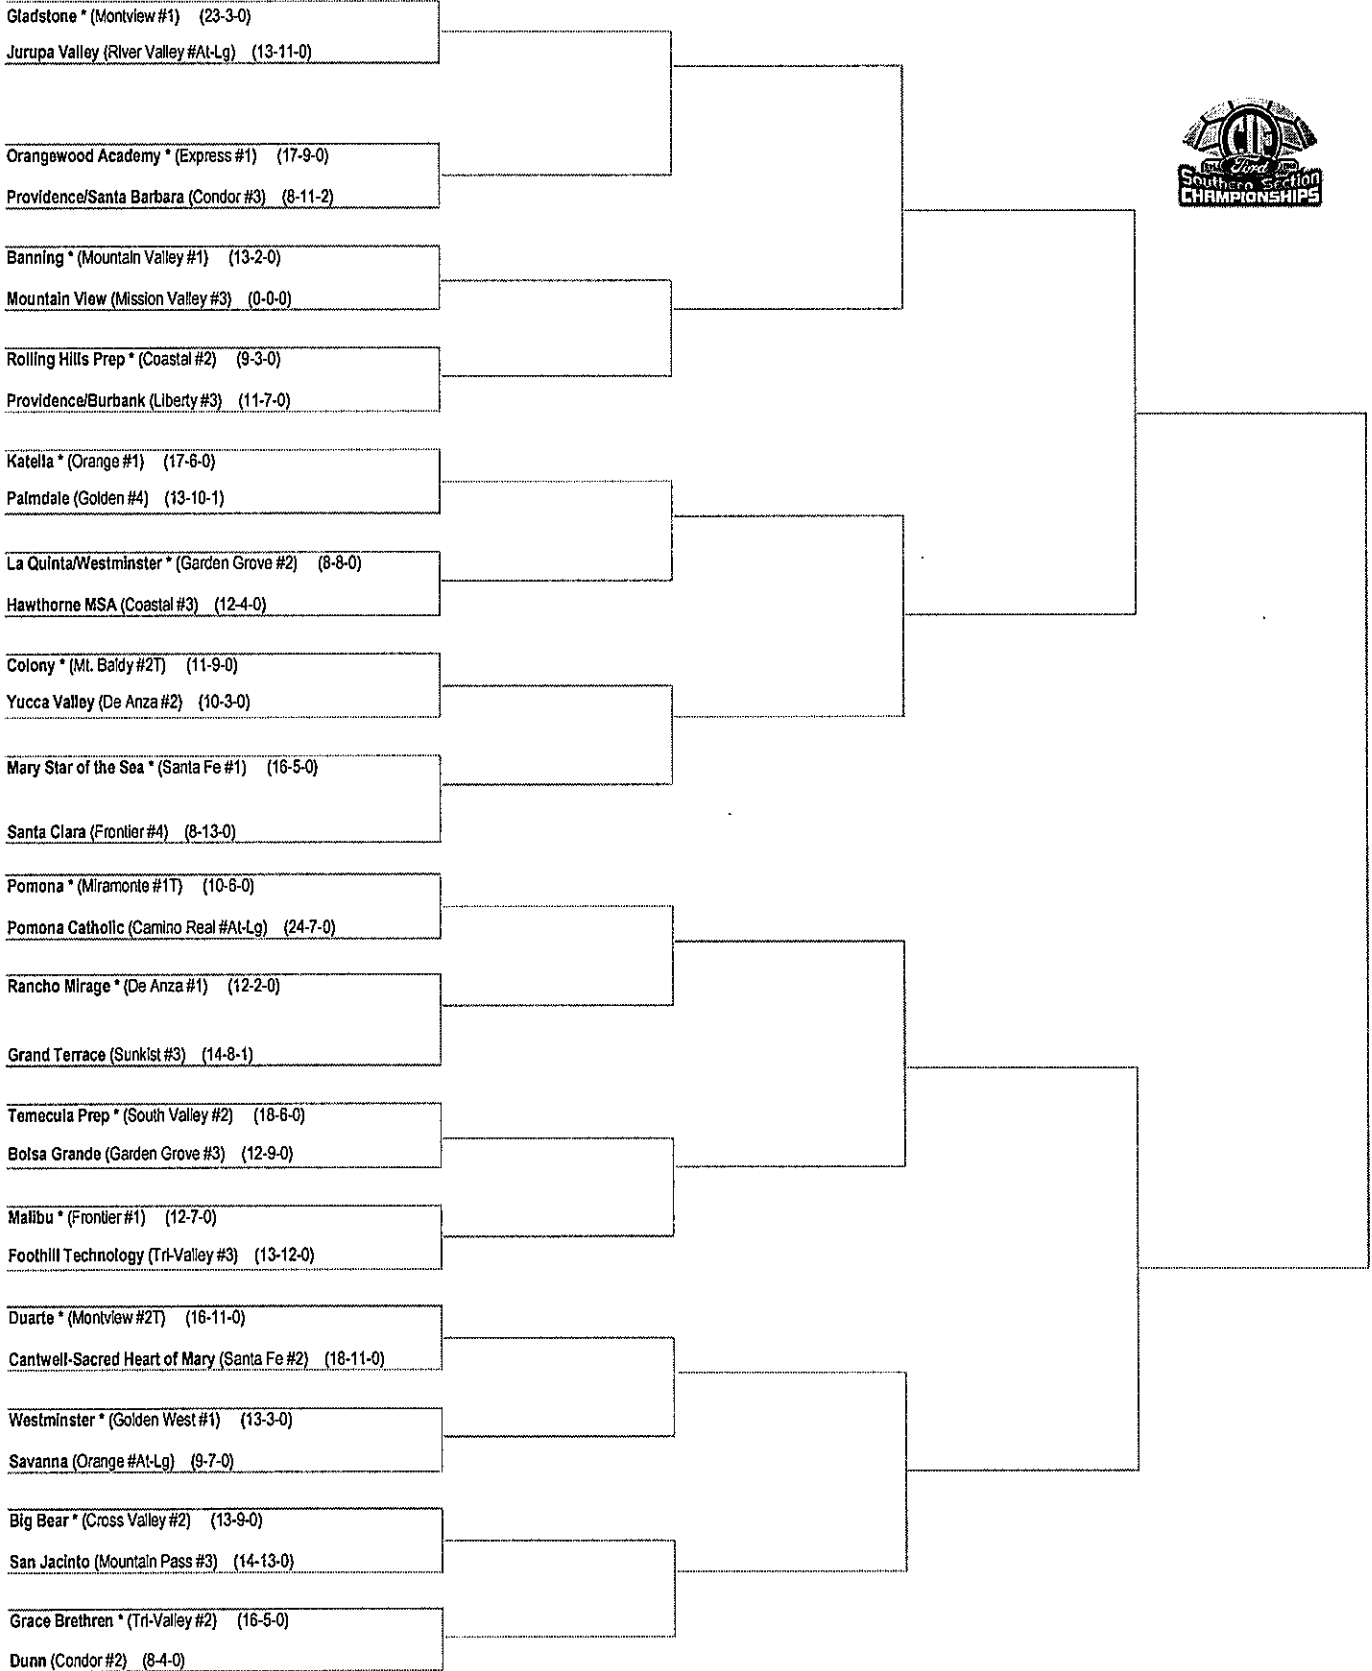 Gladstone * (Montview #1) (23-3-0)
Jurupa Valley (River Valley #At-Lg) (13-11-0)
Orangewood Academy * (Express #1) (17-9-0)
Providence/Santa Barbara (Condor #3) (8-11-2)
Banning * (Mountain Valley #1) (13-2-0)
Mountain View (Mission Valley #3) (0-0-0)
Rolling Hills Prep * (Coastal #2) (9-3-0)
Providence/Burbank (Liberty #3) (11-7-0)
Katella * (Orange #1) (17-6-0)
Palmdale (Golden #4) (13-10-1)
La Quinta/Westminster * (Garden Grove #2) (8-8-0)
Hawthorne MSA (Coastal #3) (12-4-0)
Colony * (Mt. Baldy #2T) (11-9-0)
Yucca Valley (De Anza #2) (10-3-0)
Mary Star of the Sea * (Santa Fe #1) (16-5-0)
Santa Clara (Frontier #4) (8-13-0)
Pomona * (Miramonte #1T) (10-6-0)
Pomona Catholic (Camino Real #At-Lg) (24-7-0)
Rancho Mirage * (De Anza #1) (12-2-0)
Grand Terrace (Sunkist #3) (14-8-1)
Temecula Prep * (South Valley #2) (18-6-0)
Bolsa Grande (Garden Grove #3) (12-9-0)
Malibu * (Frontier #1) (12-7-0)
Foothill Technology (Tri-Valley #3) (13-12-0)
Duarte * (Montview #2T) (16-11-0)
Cantwell-Sacred Heart of Mary (Santa Fe #2) (18-11-0)
Westminster * (Golden West #1) (13-3-0)
Savanna (Orange #At-Lg) (9-7-0)
Big Bear * (Cross Valley #2) (13-9-0)
San Jacinto (Mountain Pass #3) (14-13-0)
Grace Brethren * (Tri-Valley #2) (16-5-0)
Dunn (Condor #2) (8-4-0)
CIF
Ford
Southern Section
CHAMPIONSHIPS